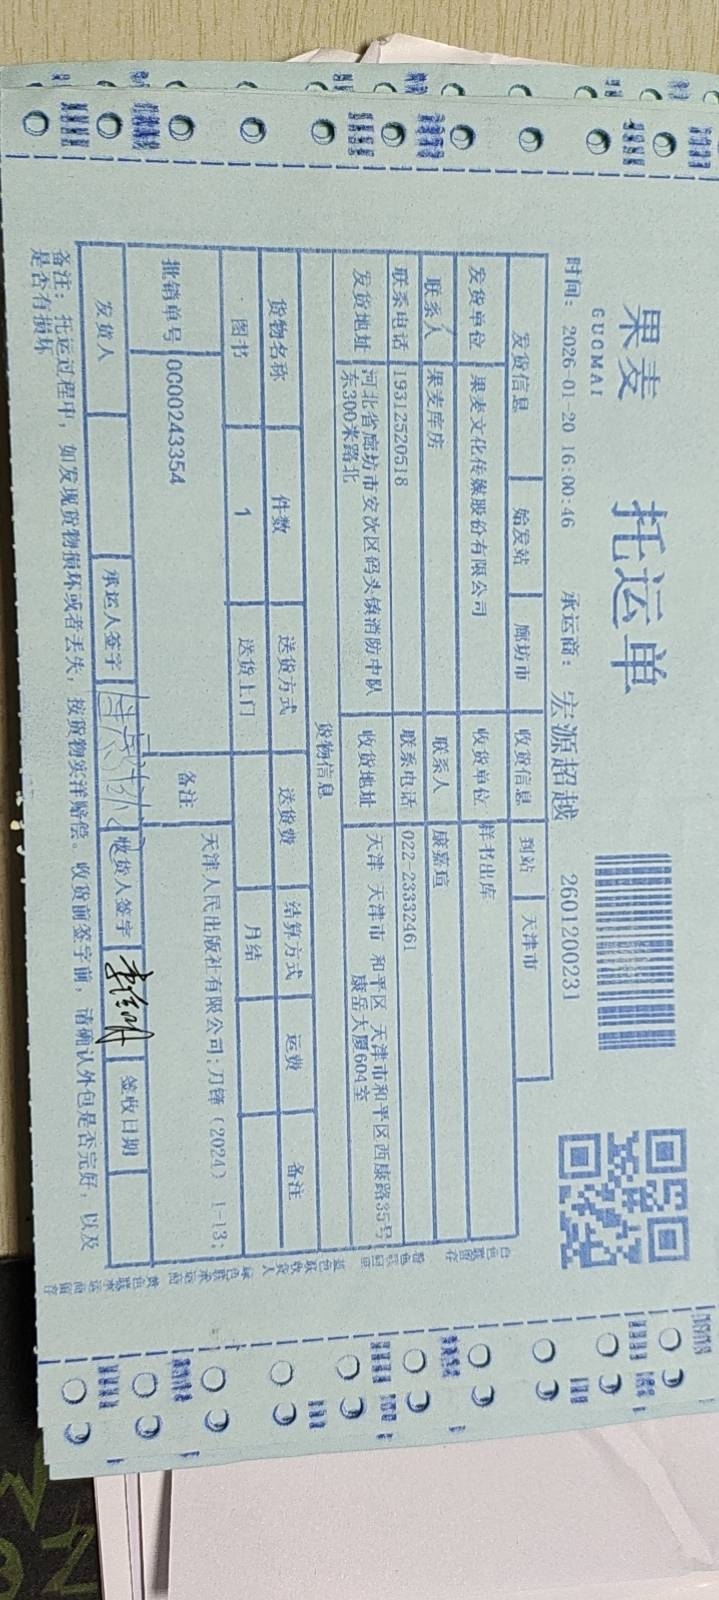 果麦
GUOMAI
托运单
时间: 2026-01-20 16:00:46 承运商: 宏源超越 2601200231
发货信息 始发站 廊坊市 收货信息 到站 天津市
发货单位 果麦文化传媒股份有限公司 收货单位 样书出库
联系人 果麦库房 联系人 康嘉瑄
联系电话 19312520518 联系电话 022-23332461
发货地址 河北省廊坊市安次区码头镇消防中队东300米路北 收货地址 天津 天津市 和平区 天津市和平区西康路35号康岳大厦604室
货物信息
货物名称 件数 送货方式 送货费 结算方式 运费 备注
图书 1 送货上门 月结
批销单号 0C00243354 备注 天津人民出版社有限公司:刀锋（2024） 1-13;
发货人 承运人签字 收货人签字 签收日期
备注: 托运过程中, 如发现货物损坏或者丢失, 按货物实洋赔偿。收货前签字前, 请确认外包是否完好, 以及
是否有损坏